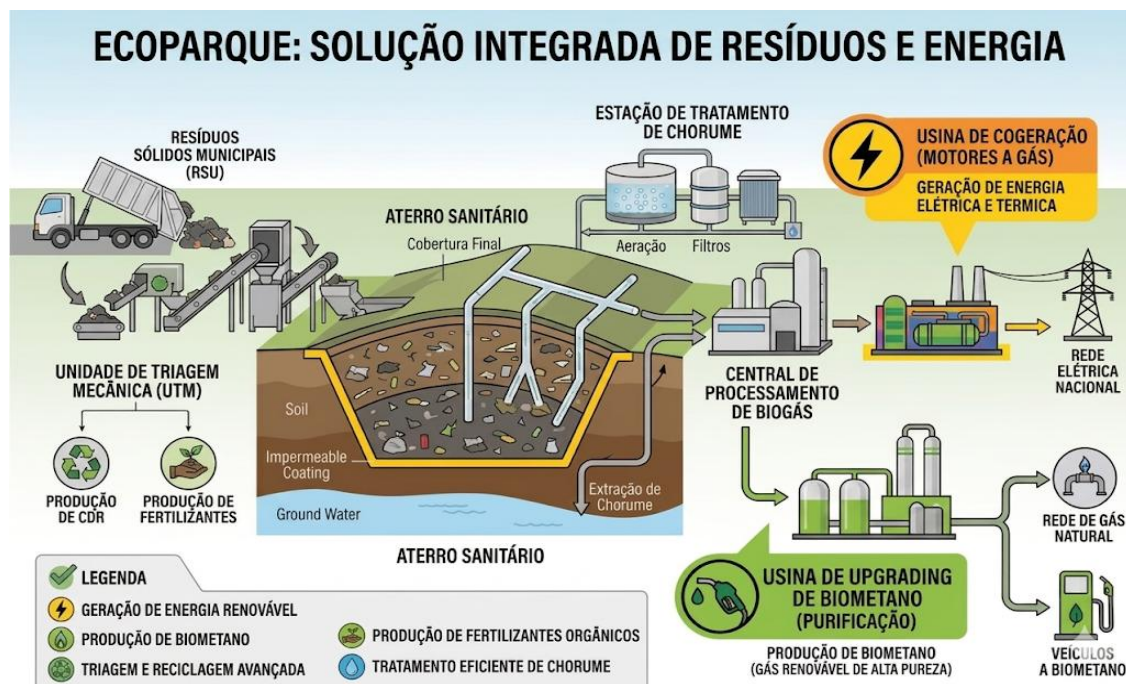 ECOPARQUE: SOLUÇÃO INTEGRADA DE RESÍDUOS E ENERGIA
RESÍDUOS
SÓLIDOS MUNICIPAIS
(RSU)
ESTAÇÃO DE TRATAMENTO
DE CHORUME
Aeração
Filtros
USINA DE COGERAÇÃO
(MOTORES A GÁS)
GERAÇÃO DE ENERGIA
ELÉTRICA E TERMICA
ATERRO SANITÁRIO
Cobertura Final
UNIDADE DE TRIAGEM
MECÂNICA (UTM)
PRODUÇÃO
DE CDR
PRODUÇÃO DE
FERTILIZANTES
Soil
Impermeable
Coating
Ground Water
Extração de
Chorume
ATERRO SANITÁRIO
CENTRAL DE
PROCESSAMENTO
DE BIOGÁS
REDE
ELÉTRICA
NACIONAL
REDE DE GÁS
NATURAL
USINA DE UPGRADING
DE BIOMETANO
(PURIFICAÇÃO)
PRODUÇÃO DE BIOMETANO
(GÁS RENOVÁVEL DE ALTA PUREZA)
VEÍCULOS
A BIOMETANO
LEGENDA
GERAÇÃO DE ENERGIA RENOVÁVEL
PRODUÇÃO DE BIOMETANO
TRIAGEM E RECICLAGEM AVANÇADA
PRODUÇÃO DE FERTILIZANTES ORGÂNICOS
TRATAMENTO EFICIENTE DE CHORUME